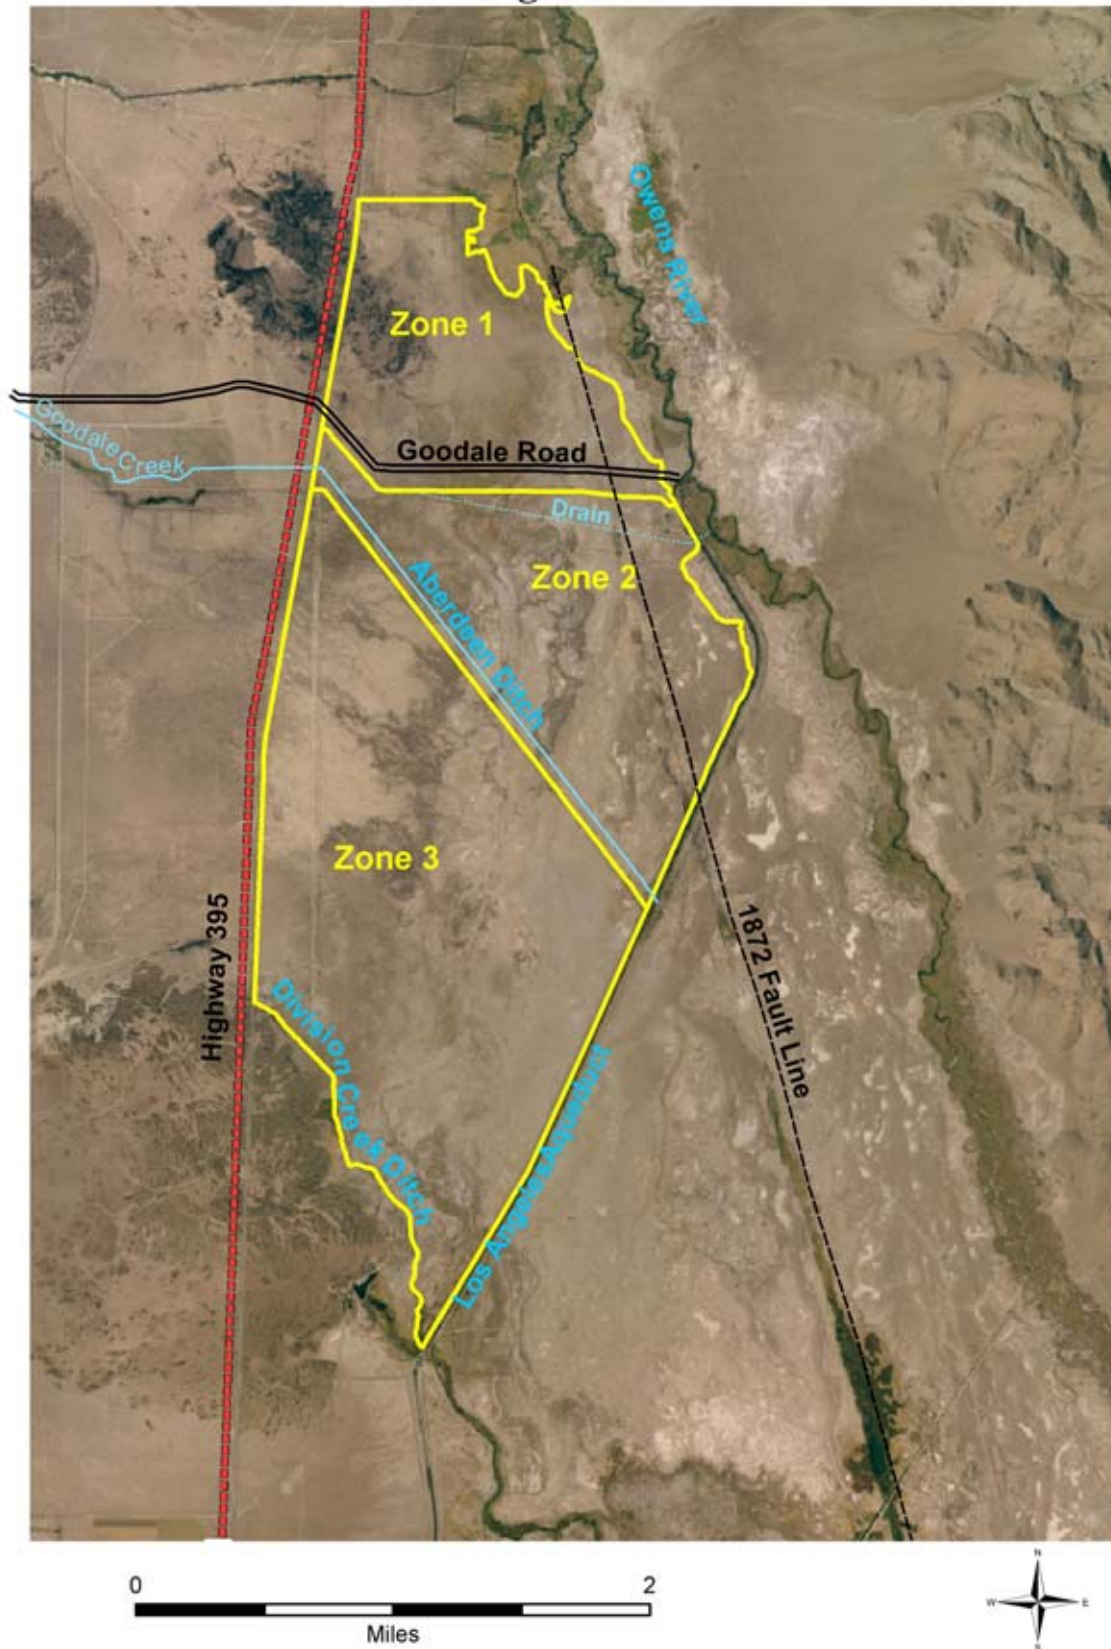 Owens River
Zone 1
Goodale Creek
Goodale Road
Drain
Zone 2
Aberdeen Ditch
Zone 3
Highway 395
1872 Fault Line
Division Creek Ditch
Los Angeles Aqueduct
0
2
Miles
N
W
E
S